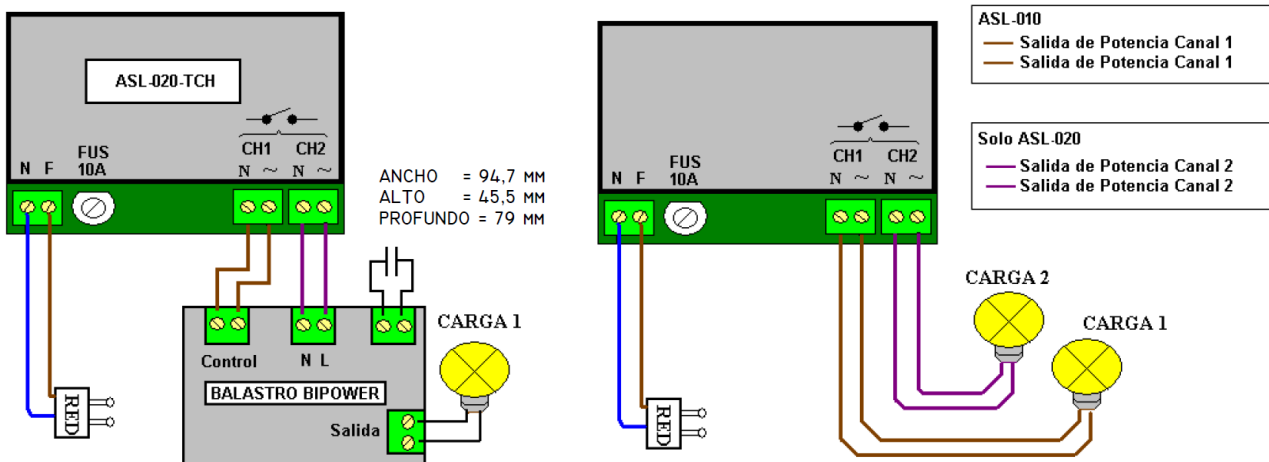 ASL-020-TCH
CH1 CH2
N ~ N ~
N F
FUS
10A
ANCHO = 94,7 MM
ALTO = 45,5 MM
PROFUNDO = 79 MM
Control
N L
BALASTRO BIPOWER
Salida
CARGA 1
RED
CH1 CH2
N ~ N ~
N F
FUS
10A
RED
CARGA 2
CARGA 1
ASL-010
Salida de Potencia Canal 1
Salida de Potencia Canal 1
Solo ASL-020
Salida de Potencia Canal 2
Salida de Potencia Canal 2